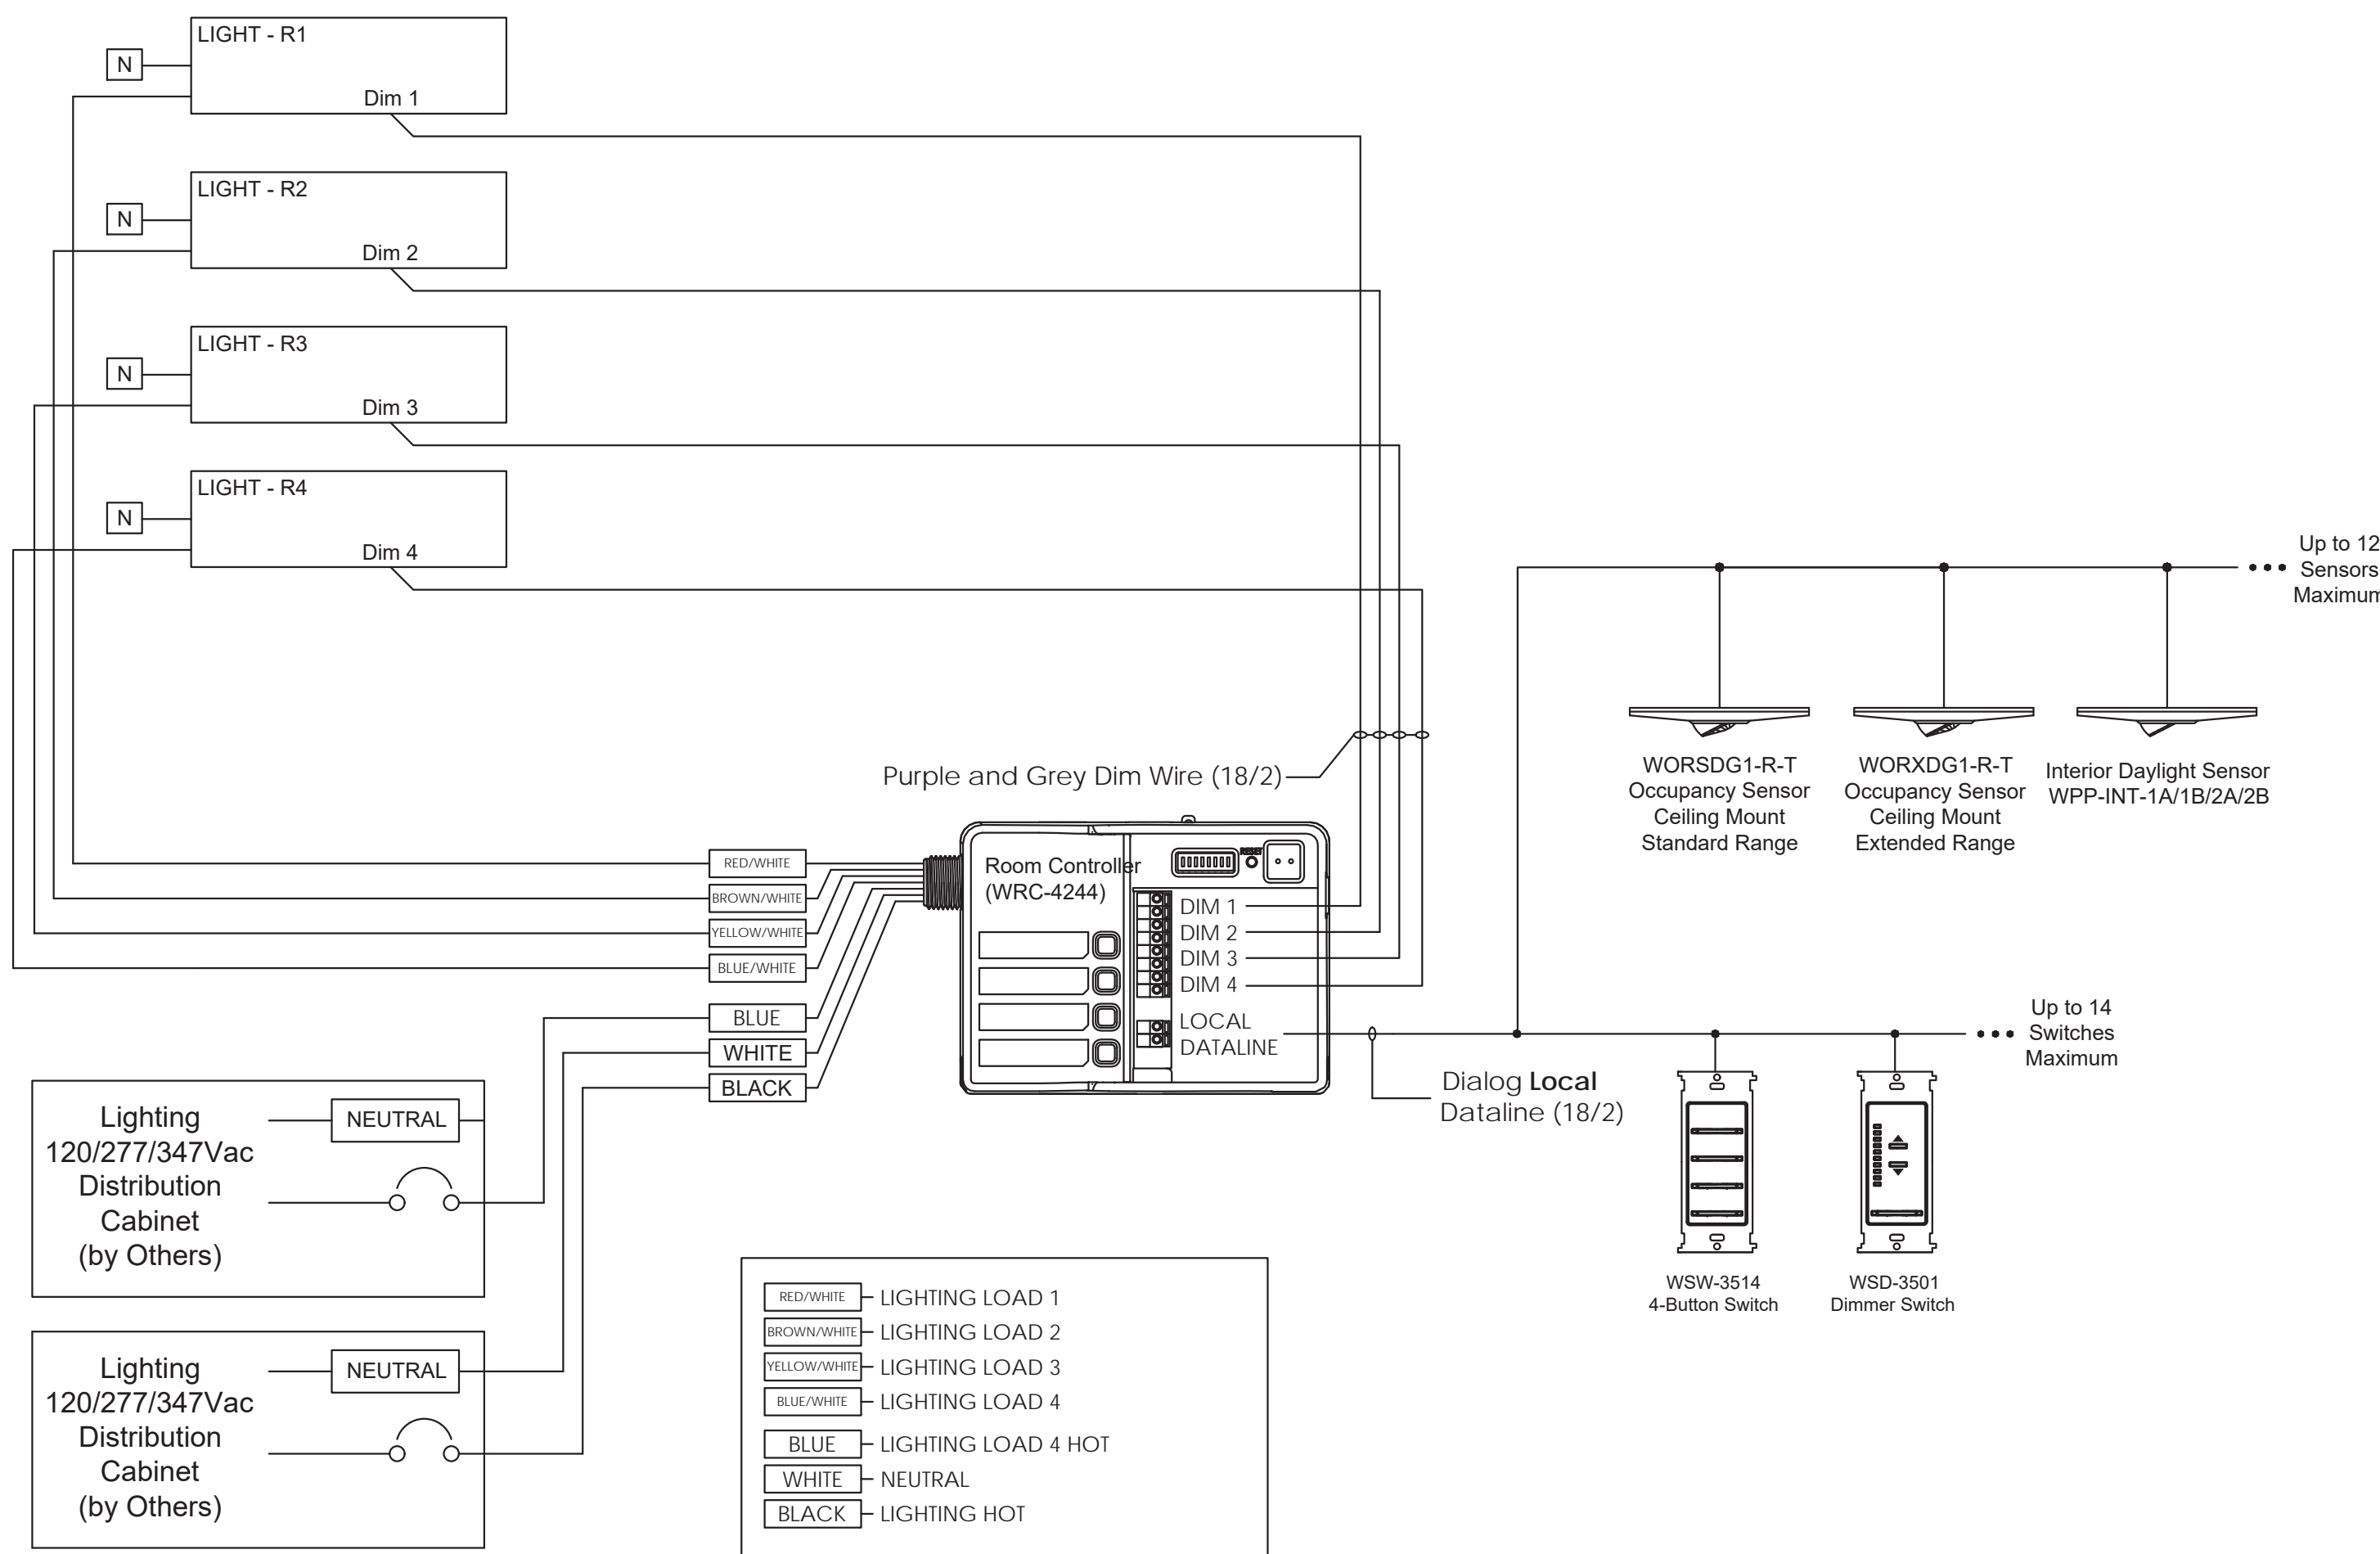 LIGHT - R1
N
Dim 1
LIGHT - R2
N
Dim 2
LIGHT - R3
N
Dim 3
LIGHT - R4
N
Dim 4
Up to 12
Sensors
Maximum
WORSDG1-R-T
Occupancy Sensor
Ceiling Mount
Standard Range
WORXDG1-R-T
Occupancy Sensor
Ceiling Mount
Extended Range
Interior Daylight Sensor
WPP-INT-1A/1B/2A/2B
Purple and Grey Dim Wire (18/2)
RED/WHITE
BROWN/WHITE
YELLOW/WHITE
BLUE/WHITE
BLUE
WHITE
BLACK
Room Controller
(WRC-4244)
RESET
DIM 1
DIM 2
DIM 3
DIM 4
LOCAL
DATALINE
Dialog Local
Dataline (18/2)
Up to 14
Switches
Maximum
WSW-3514
4-Button Switch
WSD-3501
Dimmer Switch
Lighting
120/277/347Vac
Distribution
Cabinet
(by Others)
NEUTRAL
Lighting
120/277/347Vac
Distribution
Cabinet
(by Others)
NEUTRAL
RED/WHITE LIGHTING LOAD 1
BROWN/WHITE LIGHTING LOAD 2
YELLOW/WHITE LIGHTING LOAD 3
BLUE/WHITE LIGHTING LOAD 4
BLUE LIGHTING LOAD 4 HOT
WHITE NEUTRAL
BLACK LIGHTING HOT